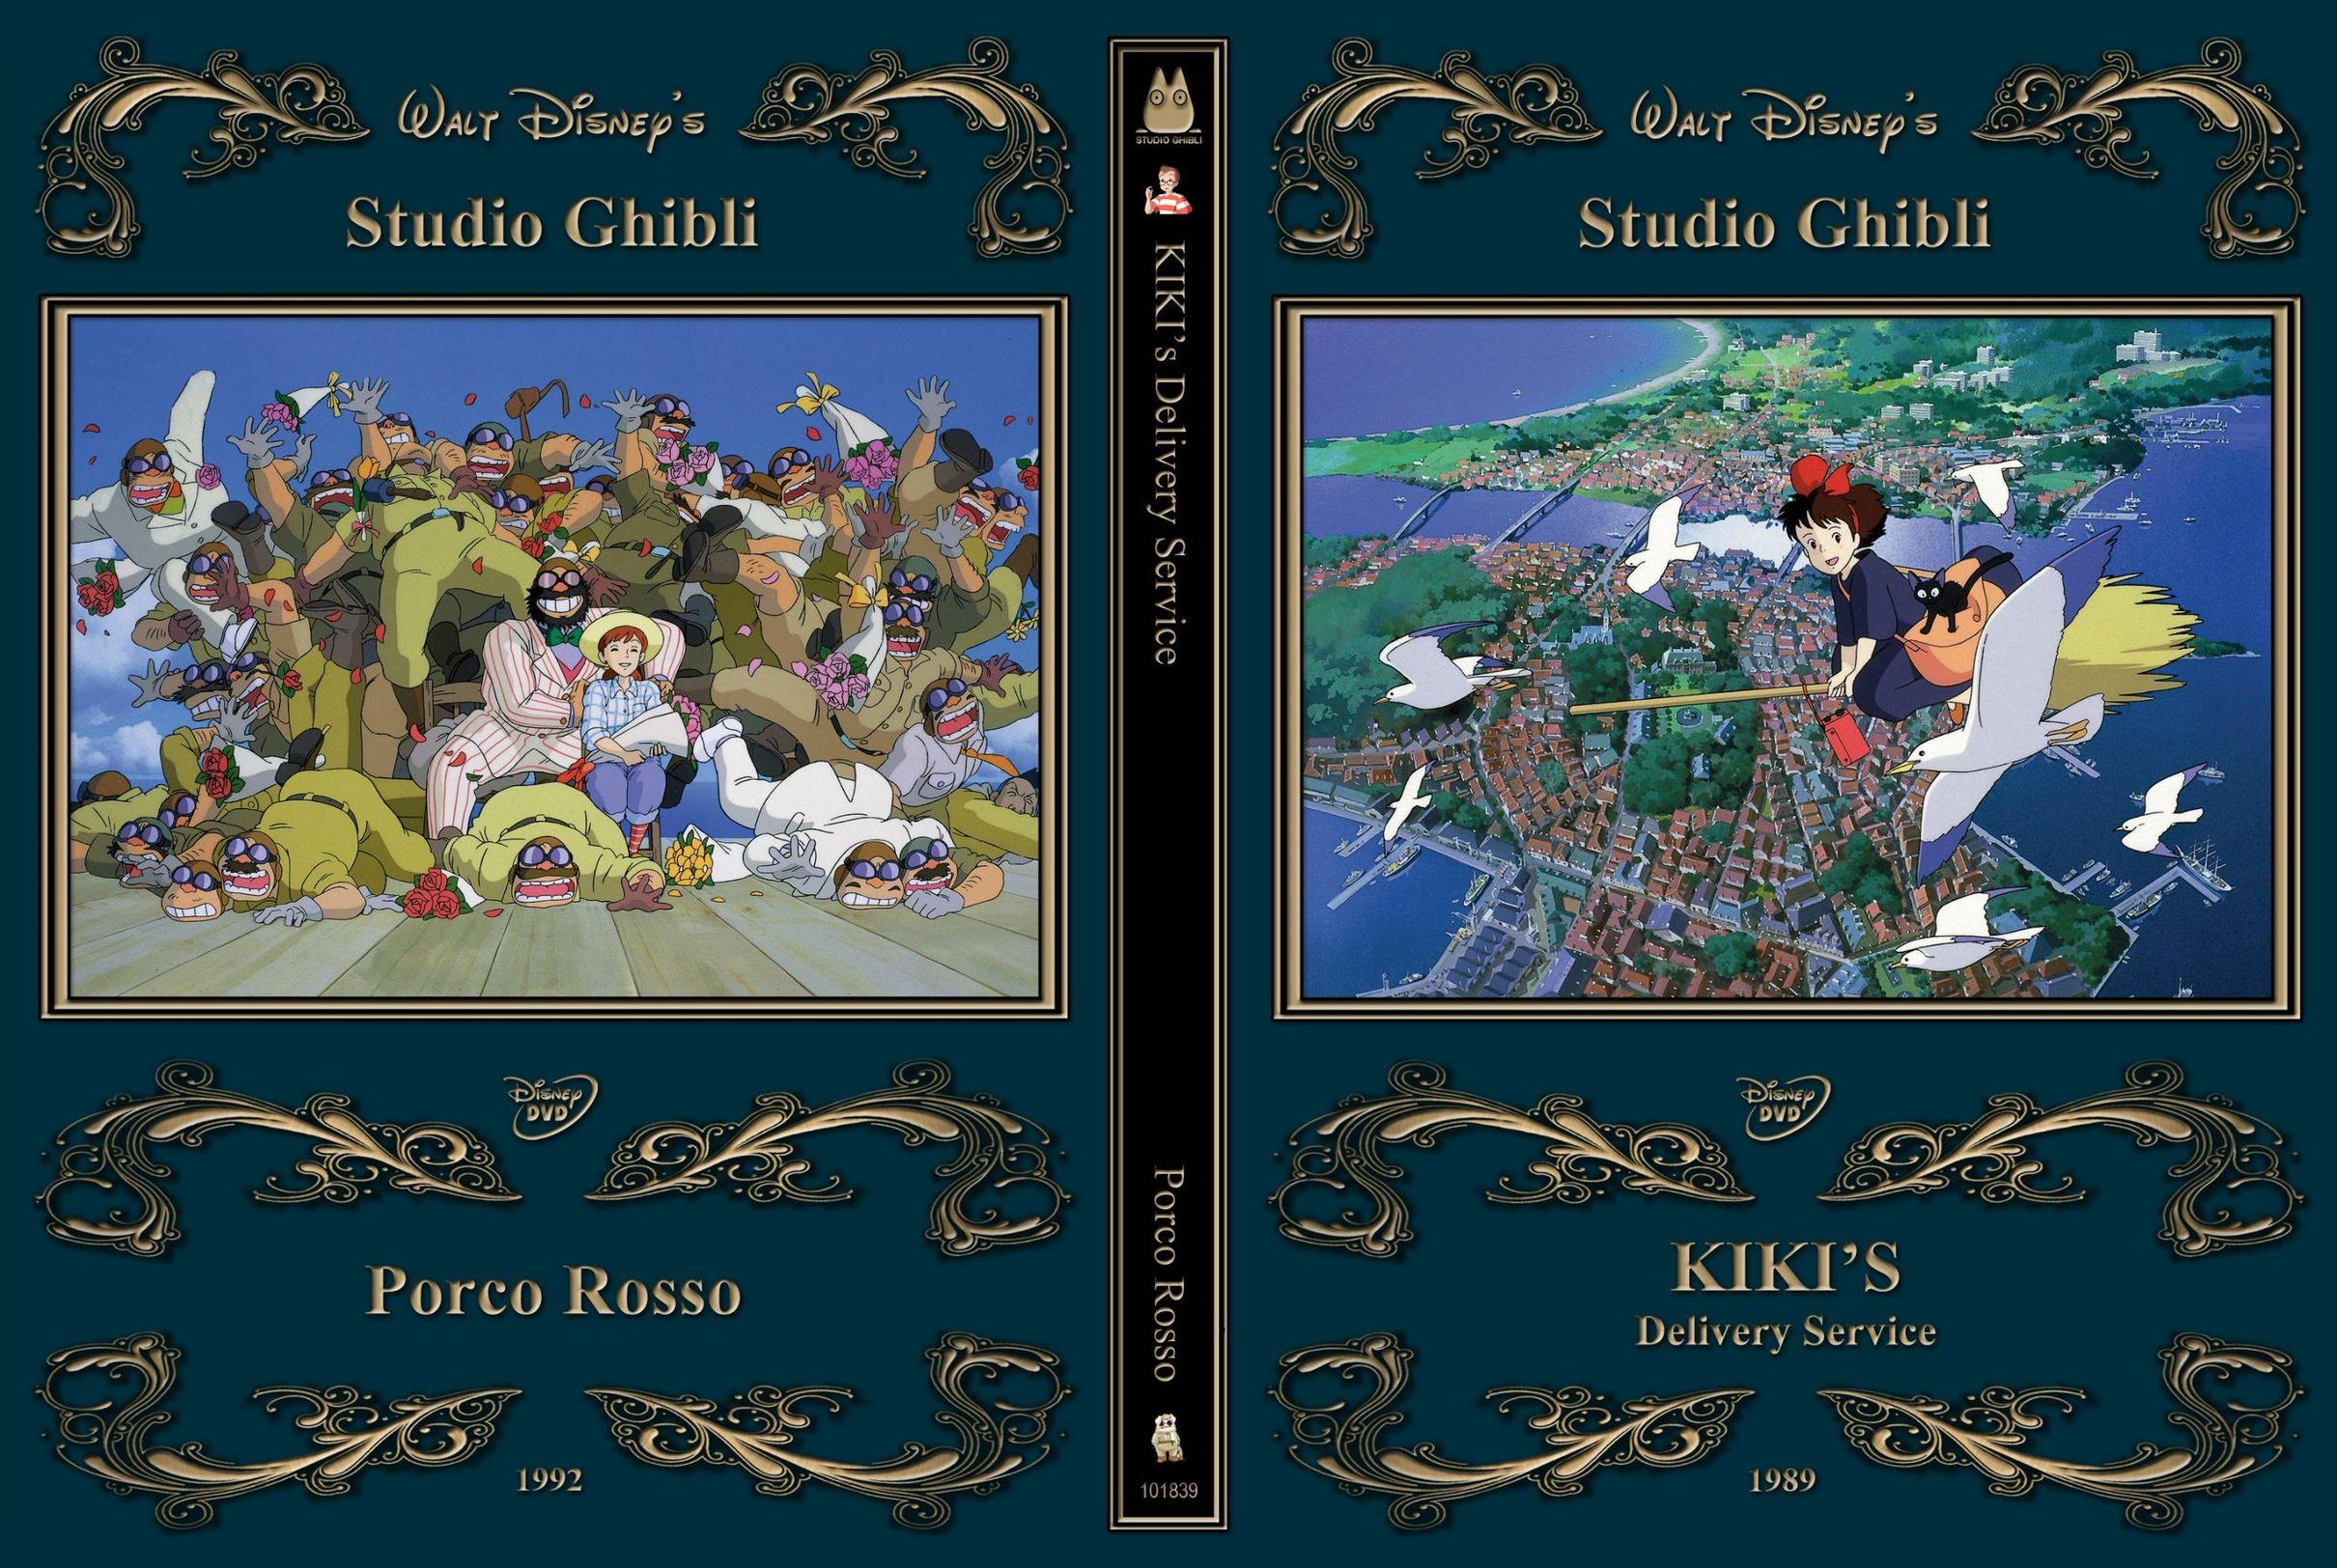 Walt Disney's
Studio Ghibli
Disney
DVD
Porco Rosso
1992
STUDIO GHIBLI
KIKI's Delivery Service
Porco Rosso
101839
Walt Disney's
Studio Ghibli
Disney
DVD
KIKI'S
Delivery Service
1989